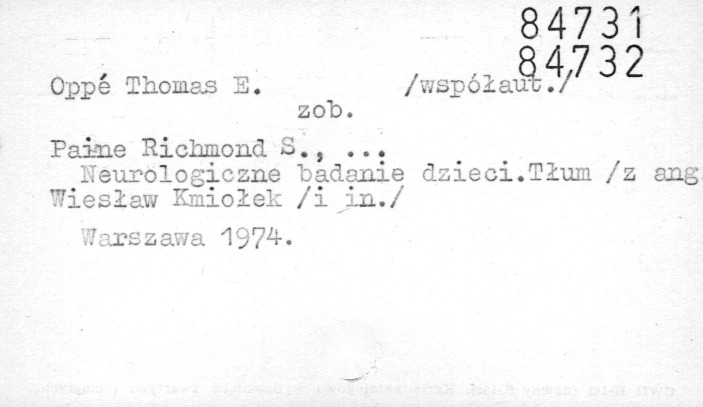 84731
84732
Oppé Thomas E. /współaut./
zob.
Paine Richmond S., ...
Neurologiczne badanie dzieci.Tłum /z ang
Wiesław Kmiołek /i in./
Warszawa 1974.